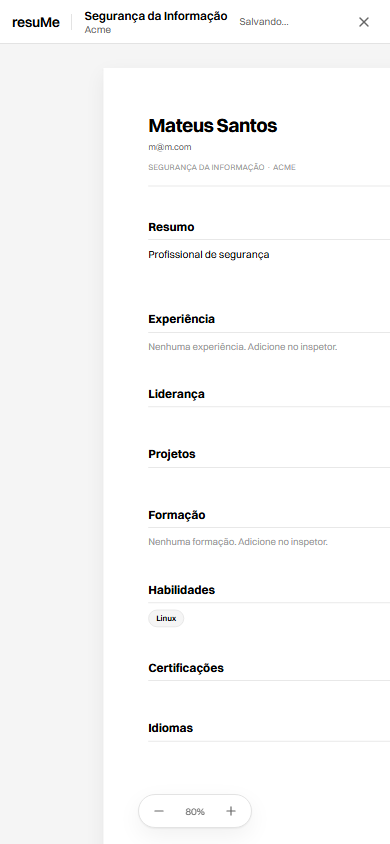 resuMe
Segurança da Informação
Acme
Salvando...
Mateus Santos
m@m.com
SEGURANÇA DA INFORMAÇÃO · ACME
Resumo
Profissional de segurança
Experiência
Nenhuma experiência. Adicione no inspetor.
Liderança
Projetos
Formação
Nenhuma formação. Adicione no inspetor.
Habilidades
Linux
Certificações
Idiomas
80%